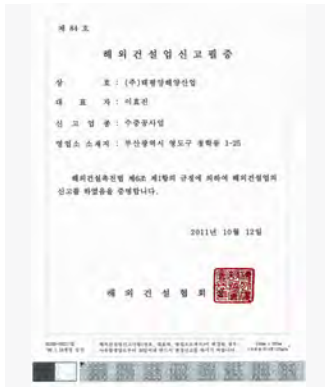 제 84 호
해 외 건 설 업 신 고 필 증
상 호 : (주)태평양해양산업
대 표 자 : 이효진
신 고 업 종 : 수중공사업
영업소 소재지 : 부산광역시 영도구 청학동 1-25
해외건설촉진법 제6조 제1항의 규정에 의하여 해외건설업의
신고를 하였음을 증명합니다.
2011년 10월 12일
해 외 건 설 협 회